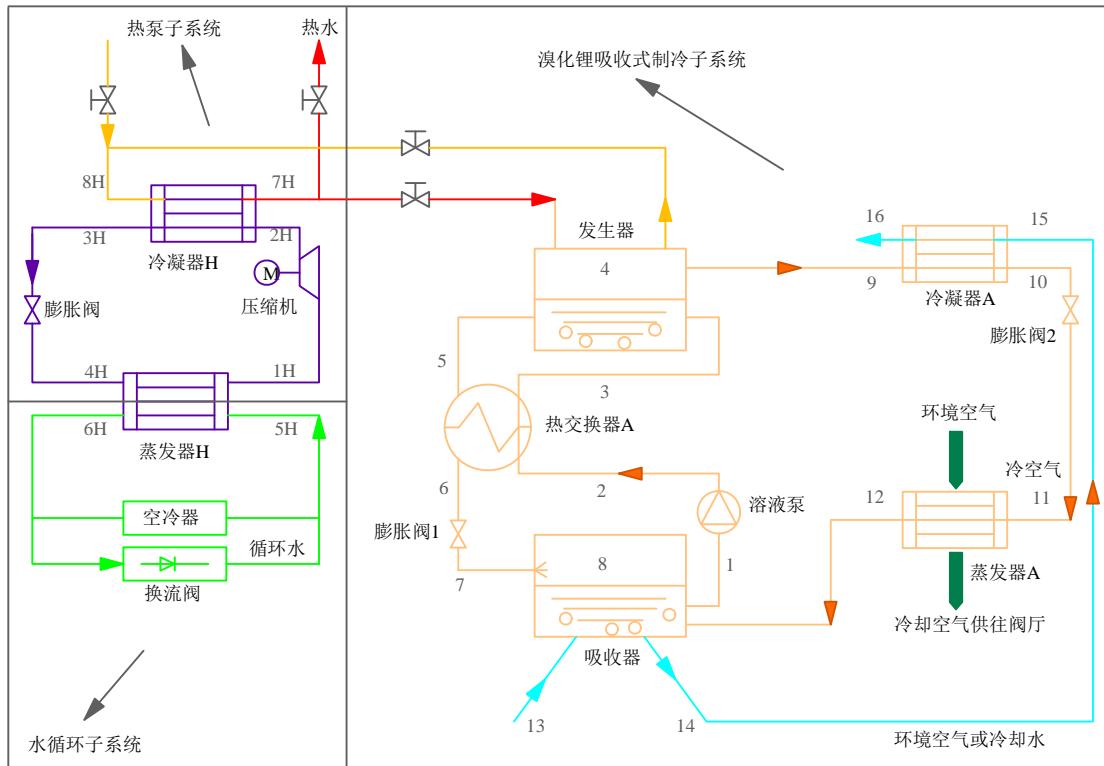 热泵子系统
热水
溴化锂吸收式制冷子系统
8H
7H
3H
2H
冷凝器H
M
压缩机
膨胀阀
4H
1H
6H
5H
蒸发器H
空冷器
循环水
换流阀
水循环子系统
发生器
4
16
15
9
10
冷凝器A
膨胀阀2
5
3
热交换器A
环境空气
冷空气
6
2
12
11
溶液泵
膨胀阀1
8
1
7
蒸发器A
冷却空气供往阀厅
吸收器
13
14
环境空气或冷却水